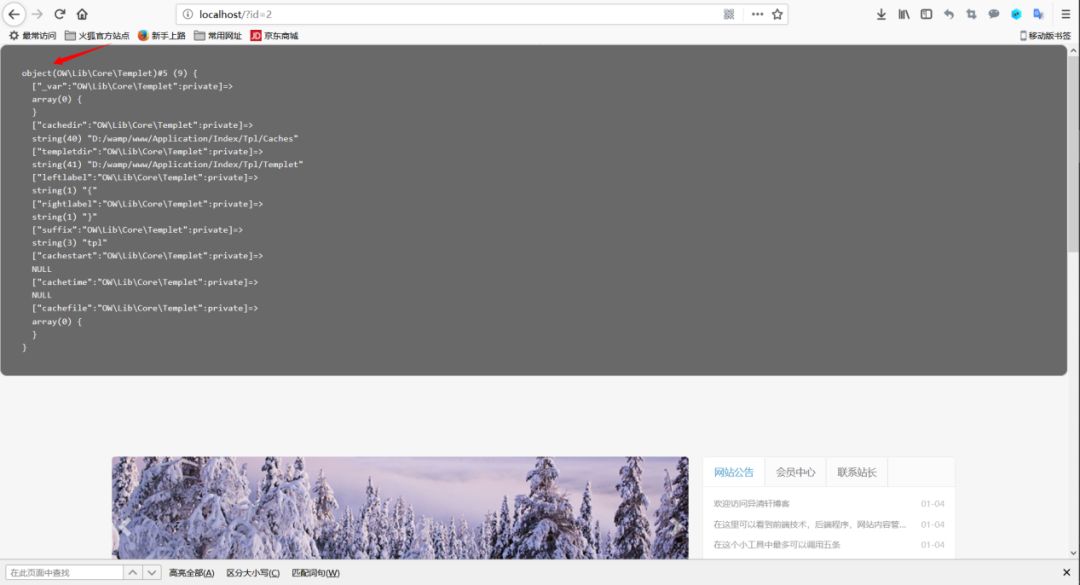 localhost/?id=2
最常访问 火狐官方站点 新手上路 常用网址 JD 京东商城 移动版书签
object(OW\Lib\Core\Templet)#5 (9) {
["_var":"OW\Lib\Core\Templet":private]=>
array(0) {
}
["cachedir":"OW\Lib\Core\Templet":private]=>
string(40) "D:/wamp/www/Application/Index/Tpl/Caches"
["templetdir":"OW\Lib\Core\Templet":private]=>
string(41) "D:/wamp/www/Application/Index/Tpl/Templet"
["leftlabel":"OW\Lib\Core\Templet":private]=>
string(1) "{"
["rightlabel":"OW\Lib\Core\Templet":private]=>
string(1) "}"
["suffix":"OW\Lib\Core\Templet":private]=>
string(3) "tpl"
["cachestart":"OW\Lib\Core\Templet":private]=>
NULL
["cachetime":"OW\Lib\Core\Templet":private]=>
NULL
["cachefile":"OW\Lib\Core\Templet":private]=>
array(0) {
}
}
网站公告 会员中心 联系站长
欢迎访问异清轩博客 01-04
在这里可以看到前端技术，后端程序，网站内容管... 01-04
在这个小工具中最多可以调用五条 01-04
在此页面中查找 高亮全部(A) 区分大小写(C) 匹配词句(W)